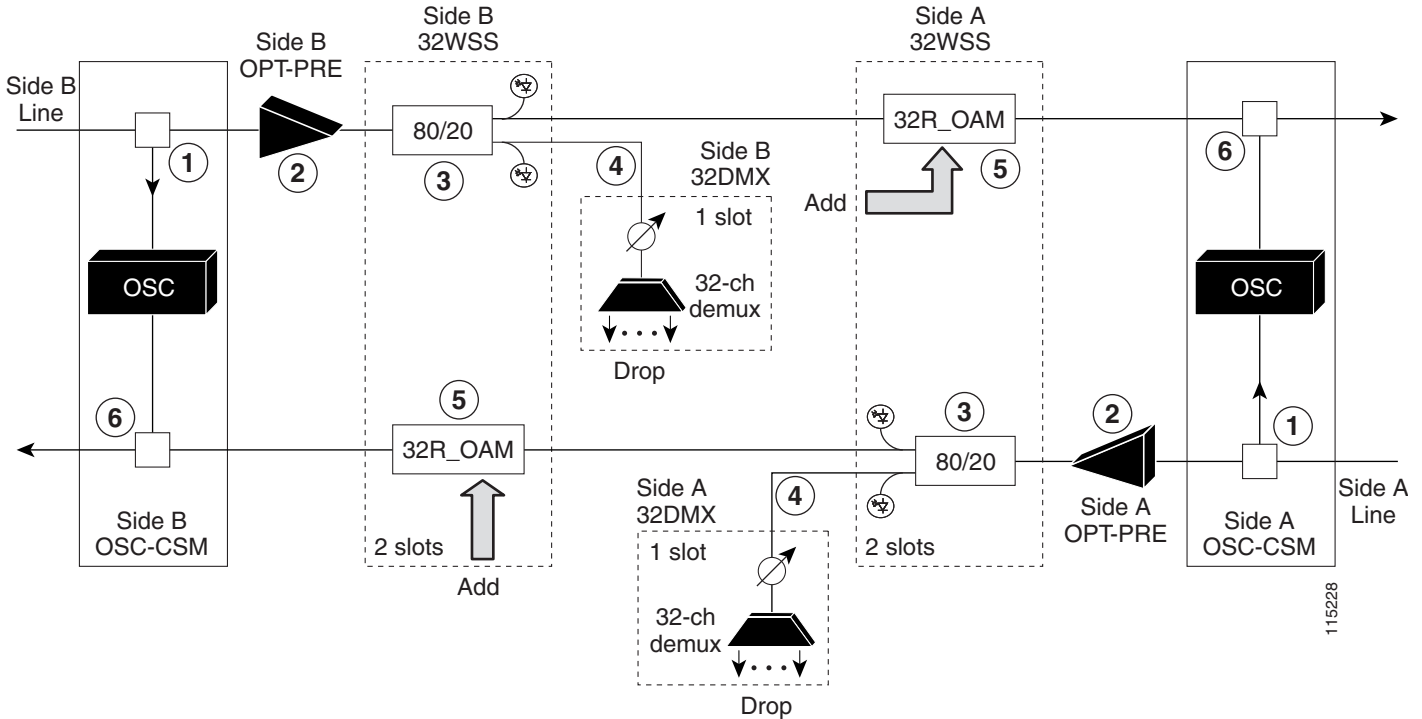 Side B
32WSS
Side A
32WSS
Side B
OPT-PRE
Side B
Line
80/20
32R_OAM
1
2
3
4
Side B
32DMX
5
6
Add
1 slot
OSC
32-ch
demux
OSC
Drop
5
6
32R_OAM
3
2
1
80/20
4
Side A
32DMX
Side A
Line
Side B
OSC-CSM
2 slots
Add
1 slot
2 slots
Side A
OPT-PRE
Side A
OSC-CSM
32-ch
demux
Drop
115228